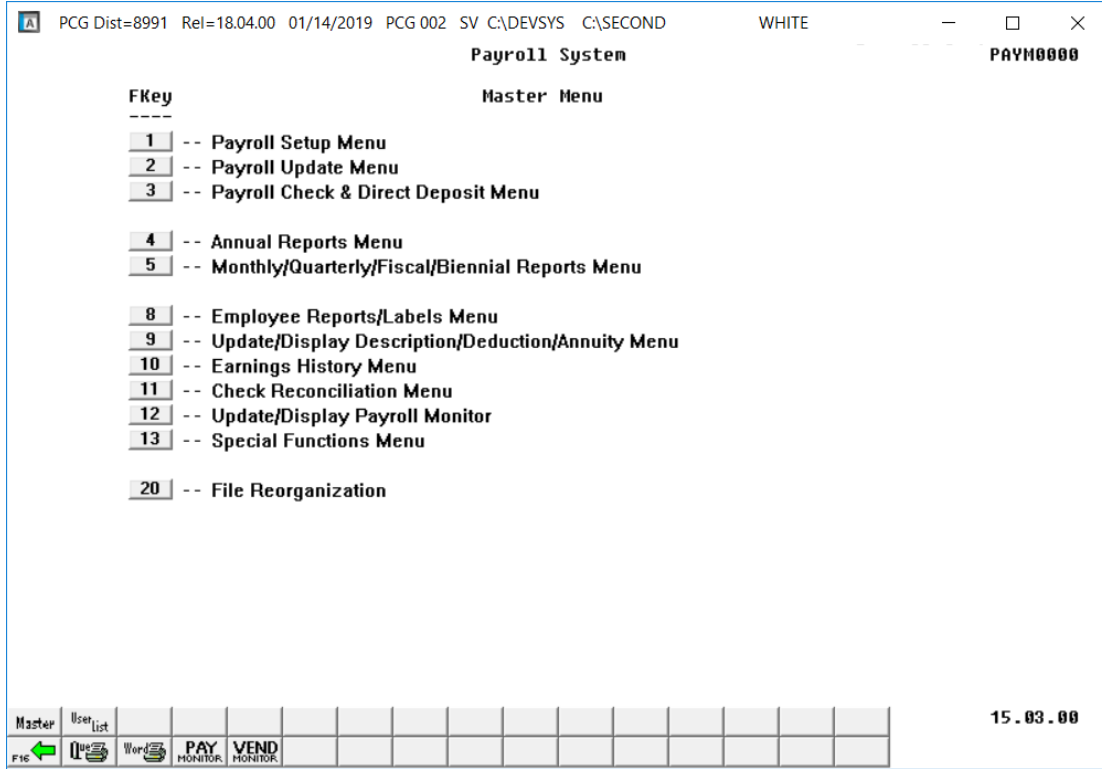 A PCG Dist=8991 Rel=18.04.00 01/14/2019 PCG 002 SV C:\DEVSYS C:\SECOND WHITE
Payroll System PAYM0000
FKey Master Menu
----
1 -- Payroll Setup Menu
2 -- Payroll Update Menu
3 -- Payroll Check & Direct Deposit Menu
4 -- Annual Reports Menu
5 -- Monthly/Quarterly/Fiscal/Biennial Reports Menu
8 -- Employee Reports/Labels Menu
9 -- Update/Display Description/Deduction/Annuity Menu
10 -- Earnings History Menu
11 -- Check Reconciliation Menu
12 -- Update/Display Payroll Monitor
13 -- Special Functions Menu
20 -- File Reorganization
Master User List 15.03.00
F16 Que Word PAY MONITOR VEND MONITOR